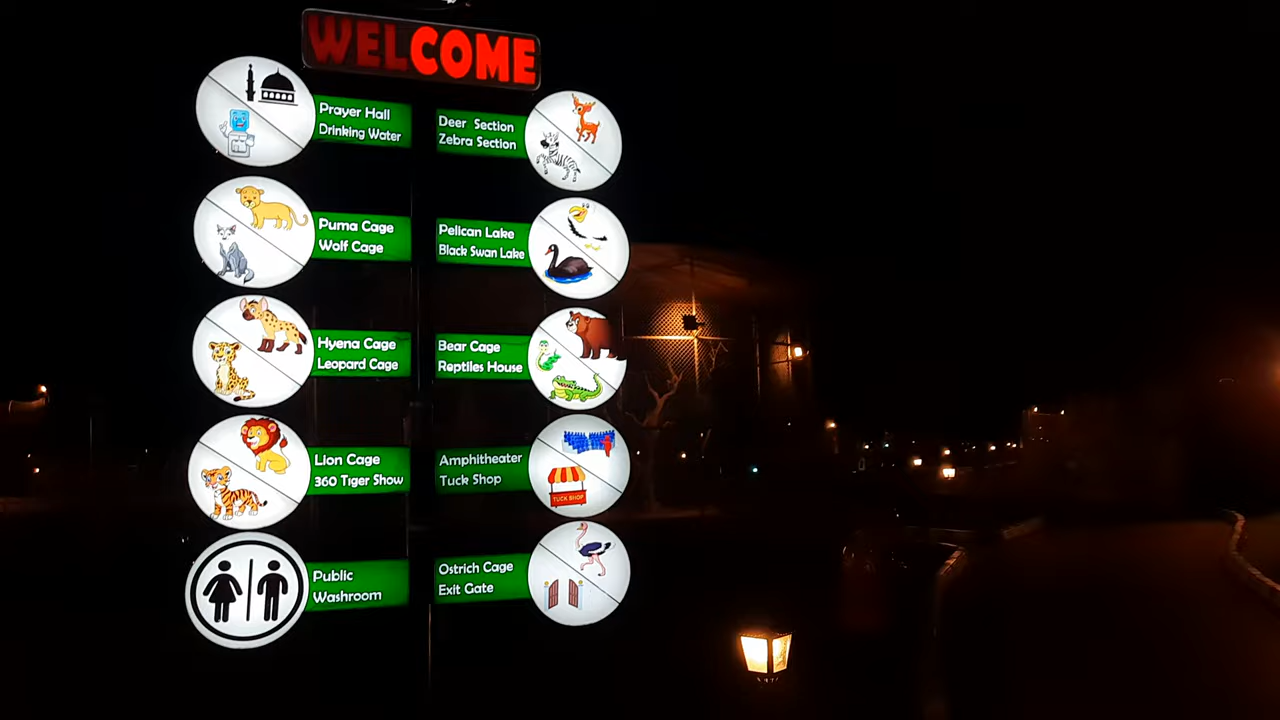 WELCOME
Prayer Hall
Drinking Water
Puma Cage
Wolf Cage
Hyena Cage
Leopard Cage
Lion Cage
360 Tiger Show
Public
Washroom
Deer Section
Zebra Section
Pelican Lake
Black Swan Lake
Bear Cage
Reptiles House
Amphitheater
Tuck Shop
TUCK SHOP
Ostrich Cage
Exit Gate